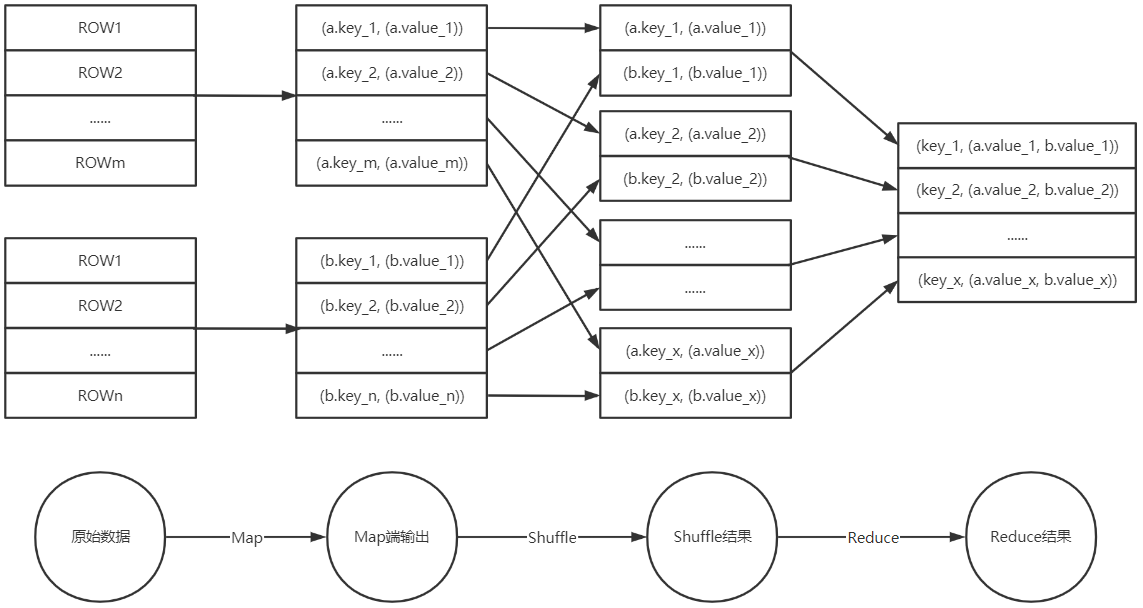 ROW1
ROW2
......
ROWm
ROW1
ROW2
......
ROWn
(a.key_1, (a.value_1))
(a.key_2, (a.value_2))
......
(a.key_m, (a.value_m))
(b.key_1, (b.value_1))
(b.key_2, (b.value_2))
......
(b.key_n, (b.value_n))
(a.key_1, (a.value_1))
(b.key_1, (b.value_1))
(a.key_2, (a.value_2))
(b.key_2, (b.value_2))
......
......
(a.key_x, (a.value_x))
(b.key_x, (b.value_x))
(key_1, (a.value_1, b.value_1))
(key_2, (a.value_2, b.value_2))
......
(key_x, (a.value_x, b.value_x))
原始数据
Map
Map端输出
Shuffle
Shuffle结果
Reduce
Reduce结果